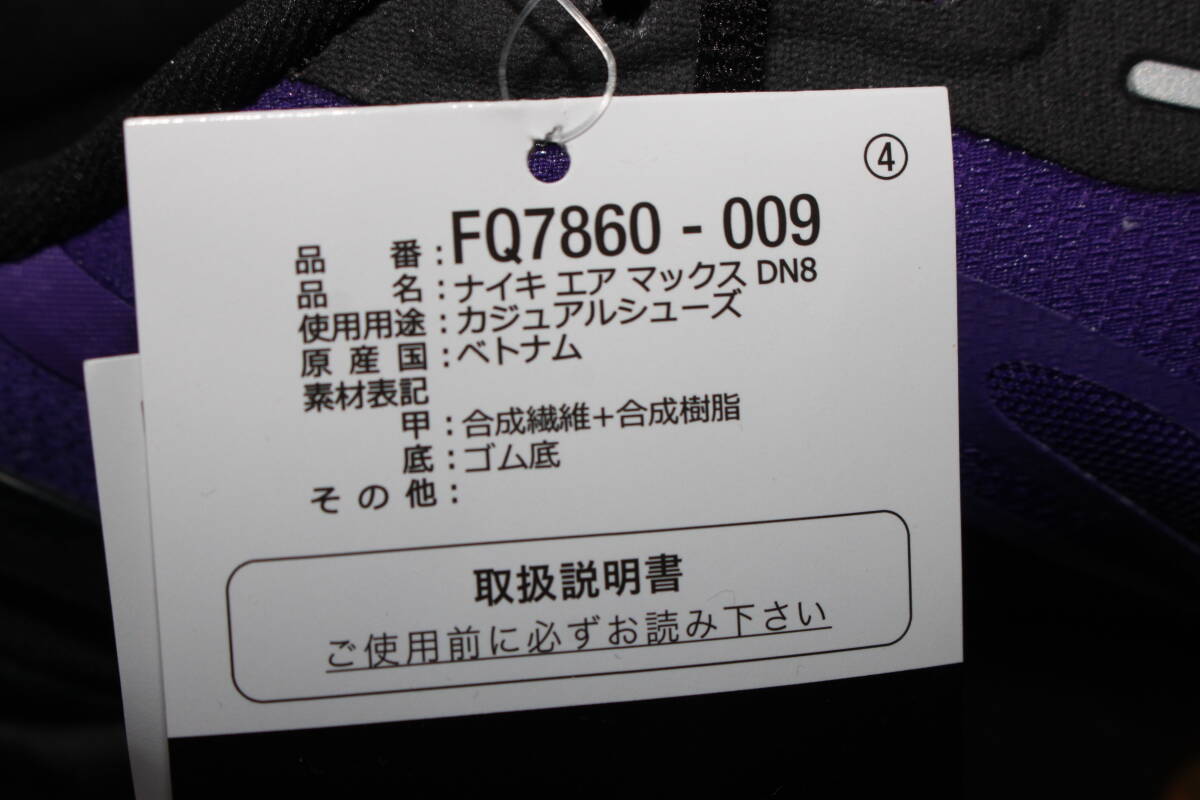 ④
品番：FQ7860 - 009
品名：ナイキ エア マックス DN8
使用用途：カジュアルシューズ
原産国：ベトナム
素材表記
甲：合成繊維＋合成樹脂
底：ゴム底
その他：
取扱説明書
ご使用前に必ずお読み下さい